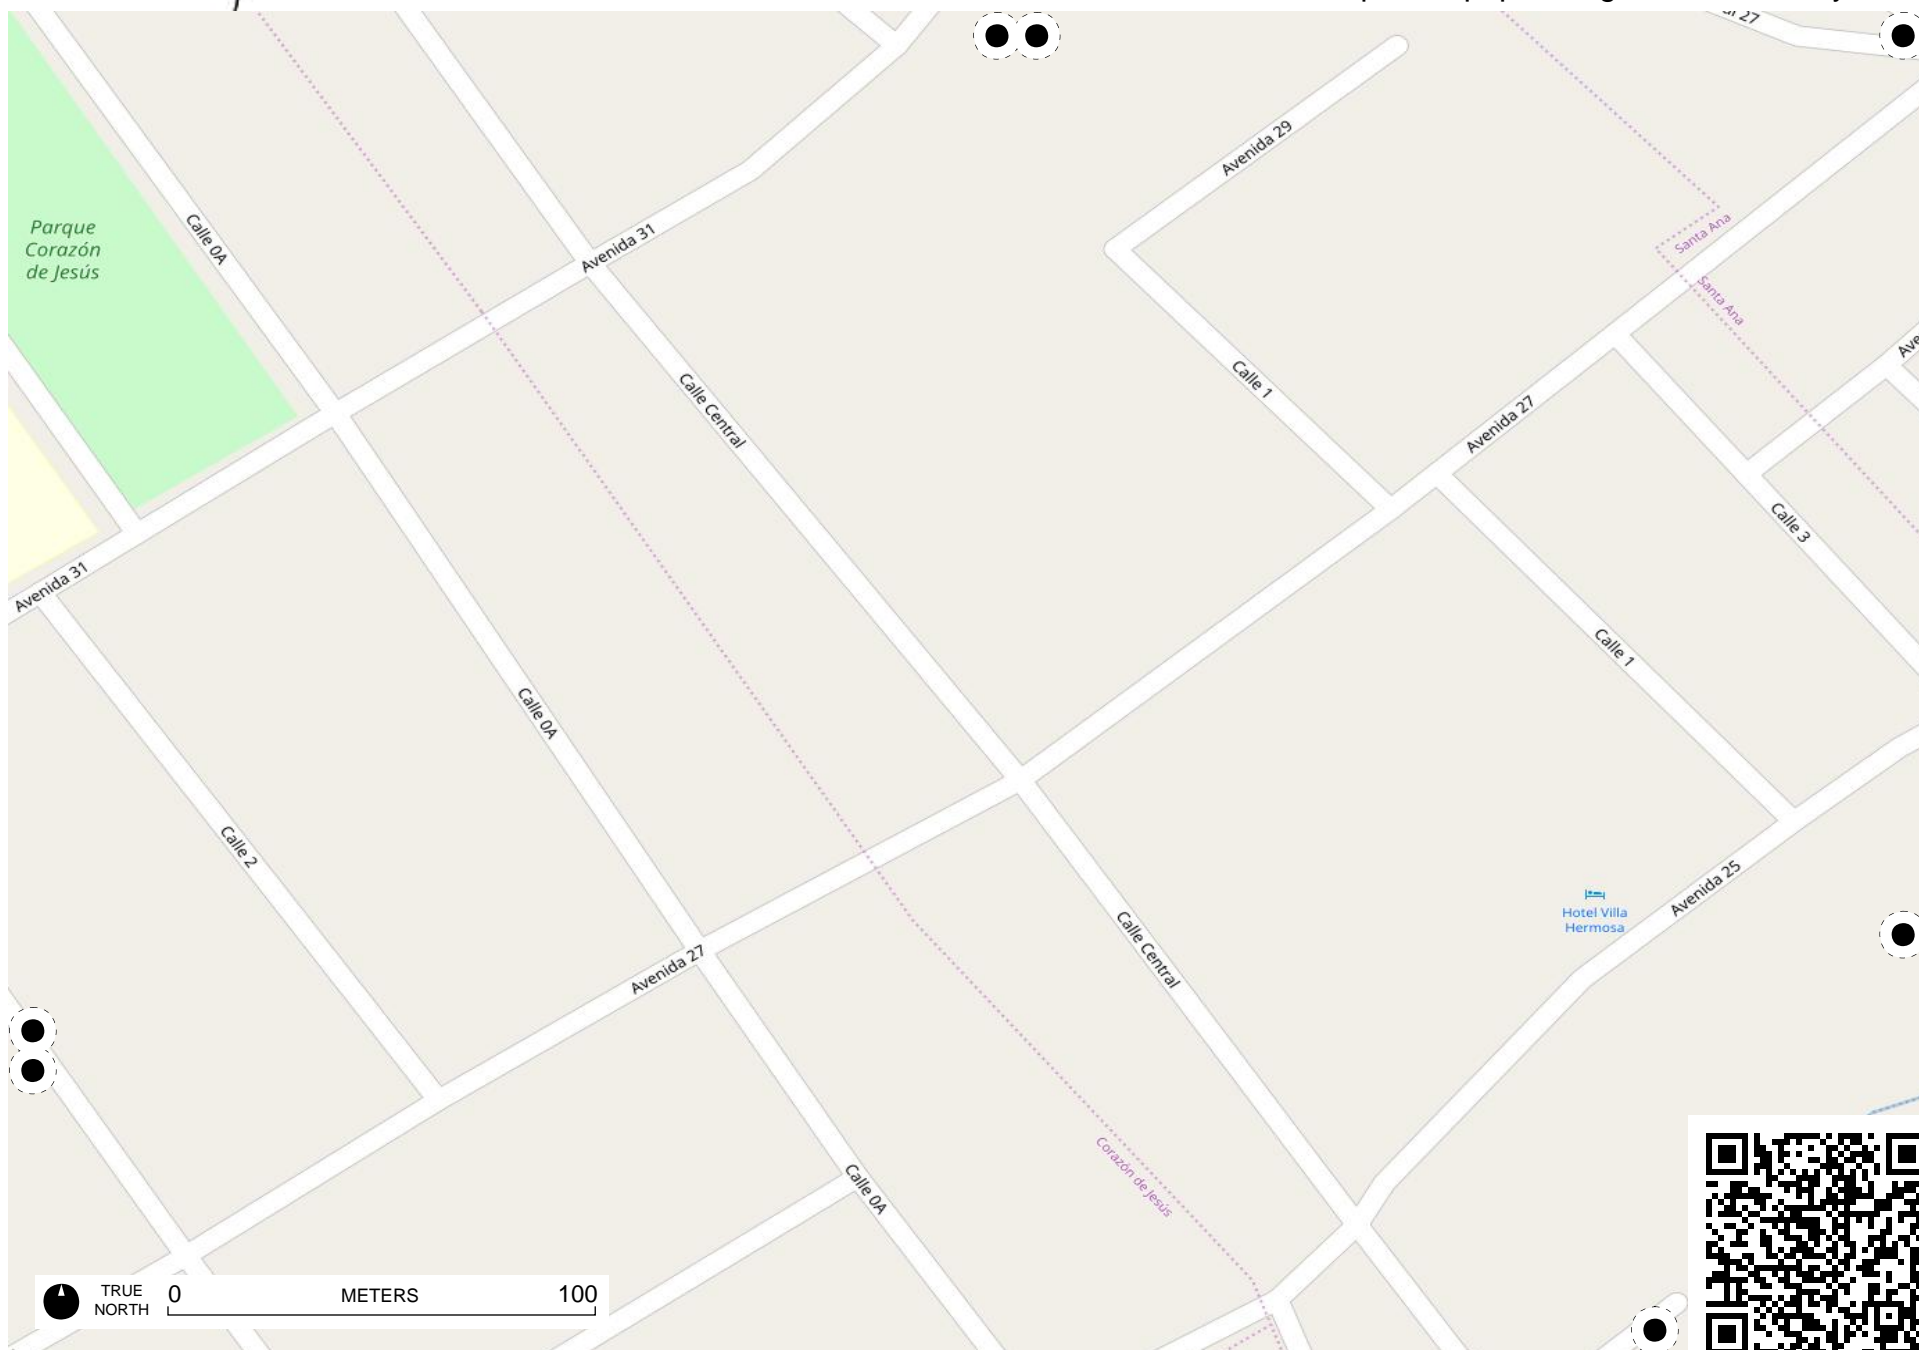 Avenida 29
Parque
Corazón
de Jesús
Calle 0A
Avenida 31
Santa Ana
Santa Ana
Calle 1
Calle Central
Avenida 27
Calle 3
Avenida 31
Calle 1
Calle 0A
Calle 2
Avenida 25
Hotel Villa
Hermosa
Calle Central
Avenida 27
Corazón de Jesús
Calle 0A
TRUE
NORTH
0 METERS 100